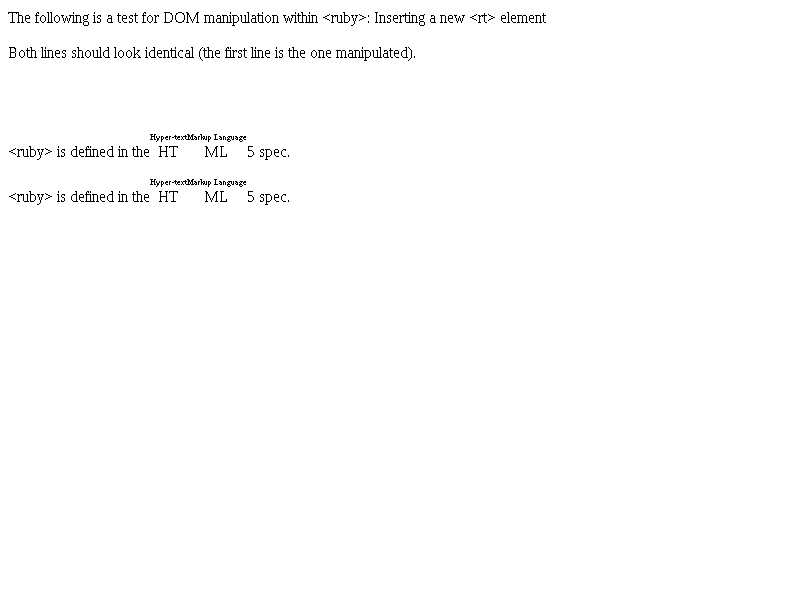 The following is a test for DOM manipulation within <ruby>: Inserting a new <rt> element
Both lines should look identical (the first line is the one manipulated).
Hyper-textMarkup Language
<ruby> is defined in the HT ML 5 spec.
Hyper-textMarkup Language
<ruby> is defined in the HT ML 5 spec.